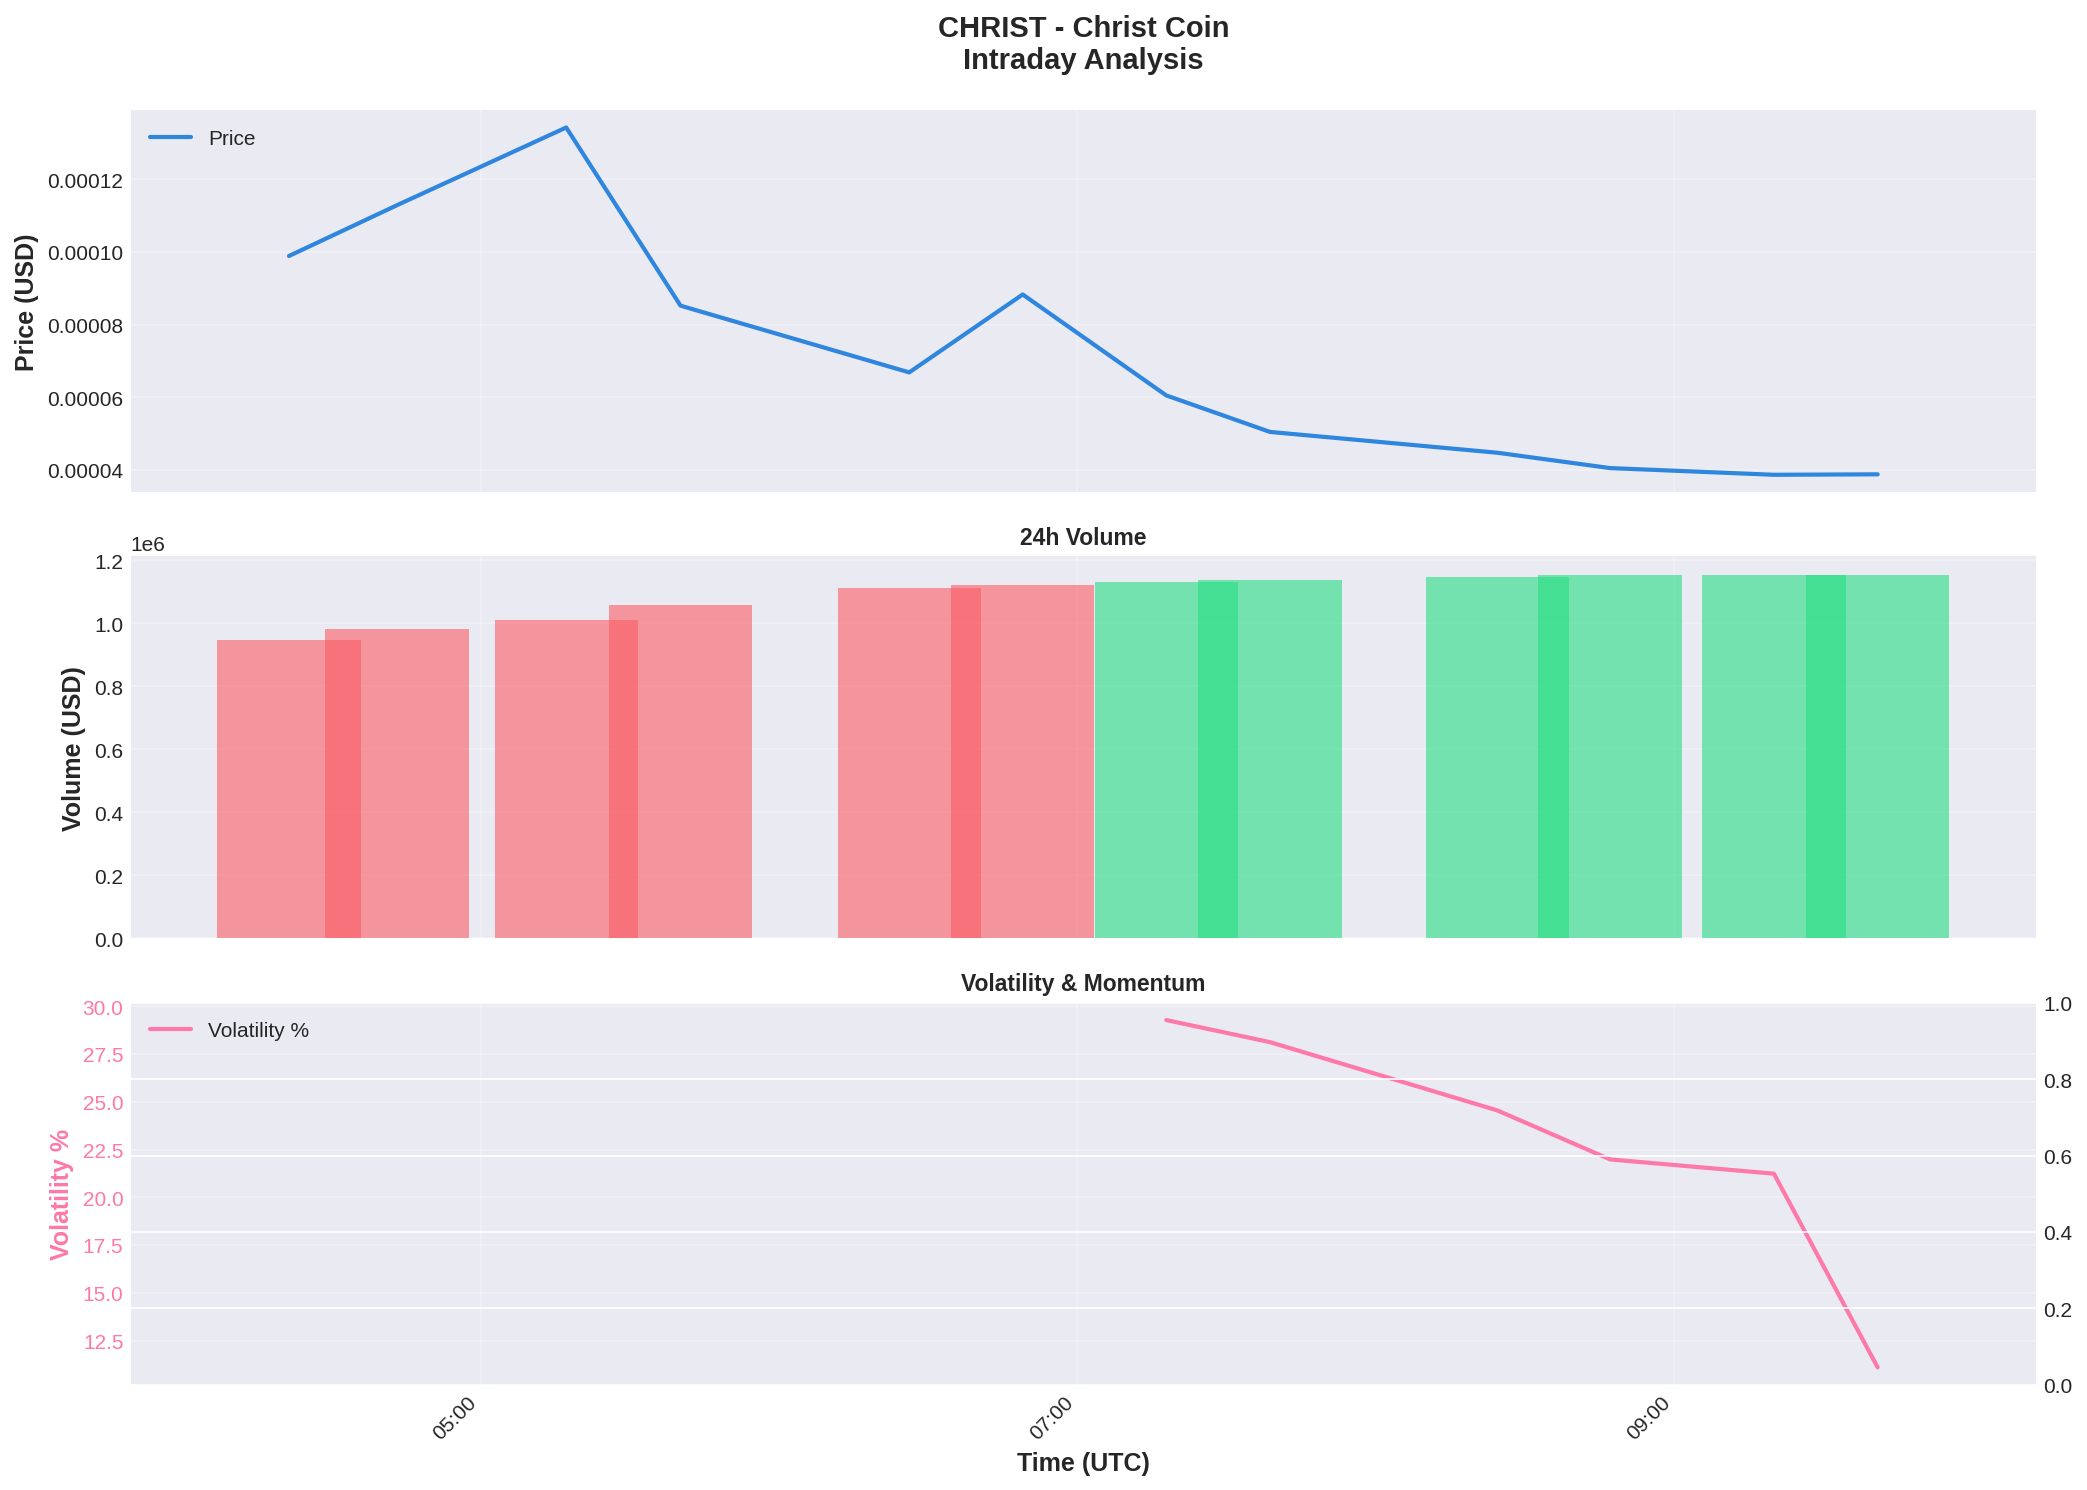 CHRIST - Christ Coin
Intraday Analysis
Price
Price (USD)
0.00012
0.00010
0.00008
0.00006
0.00004
24h Volume
1e6
Volume (USD)
1.2
1.0
0.8
0.6
0.4
0.2
0.0
Volatility & Momentum
Volatility %
Volatility %
30.0
27.5
25.0
22.5
20.0
17.5
15.0
12.5
1.0
0.8
0.6
0.4
0.2
0.0
05:00
07:00
09:00
Time (UTC)